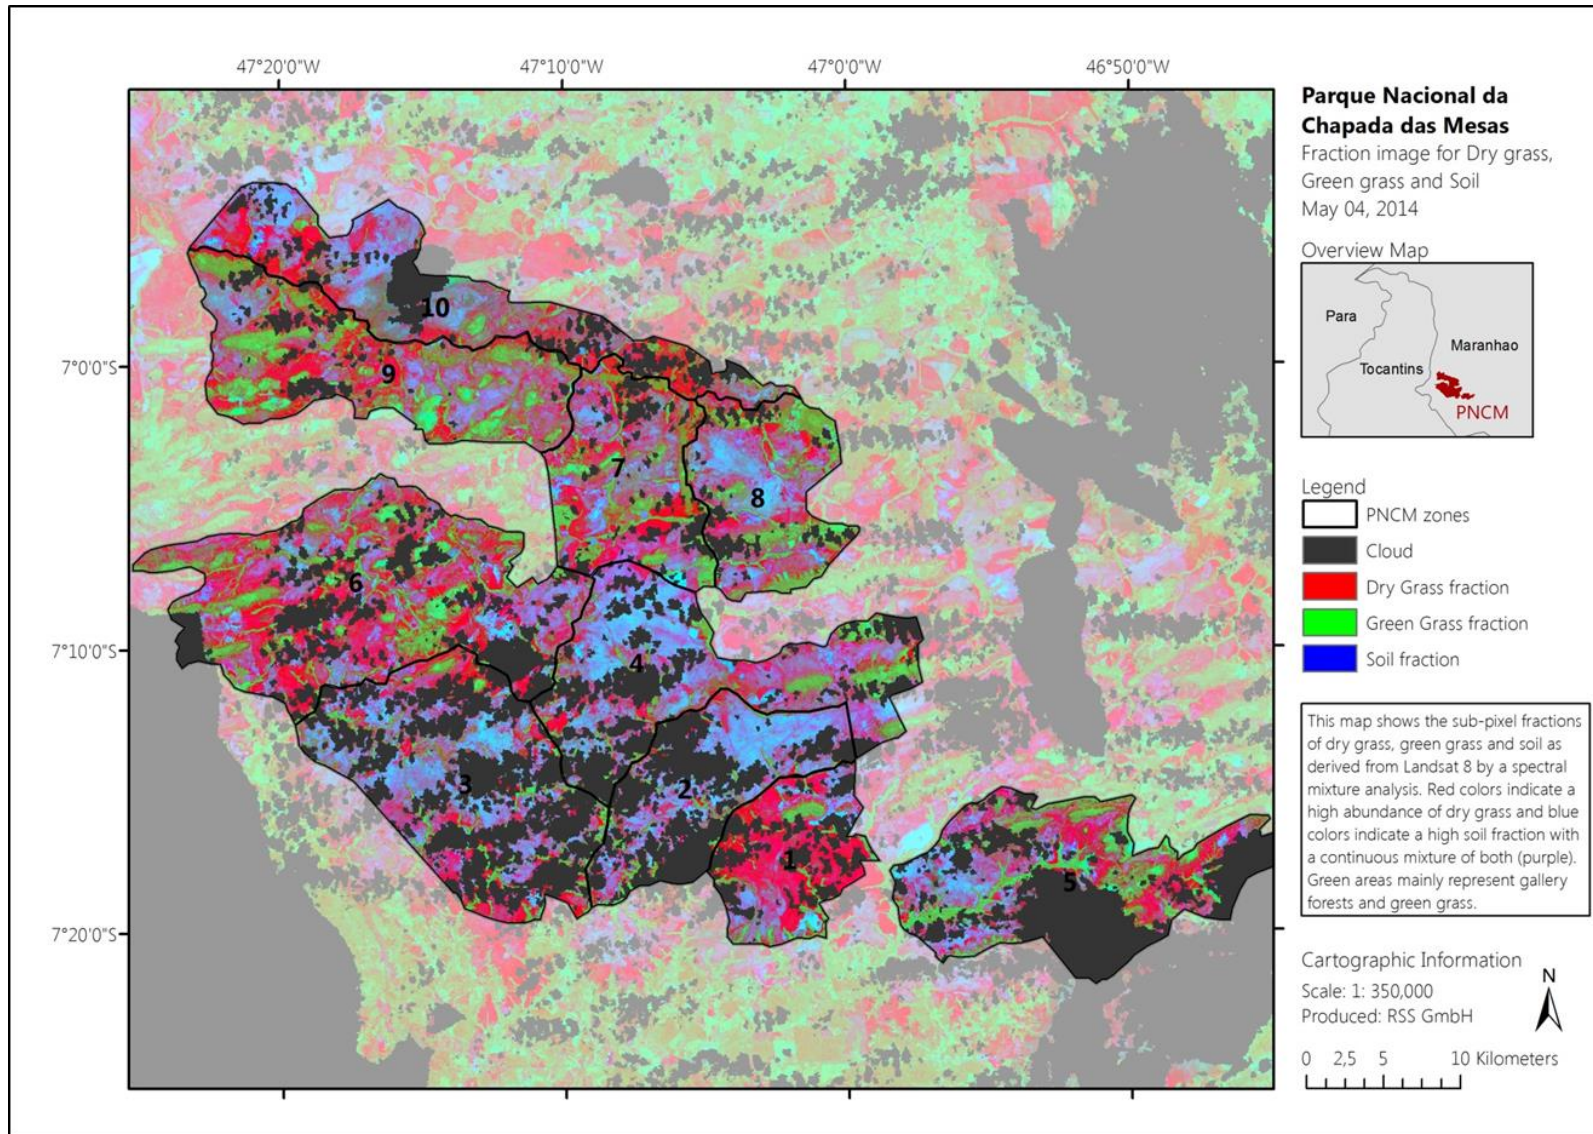 47°20'0"W 47°10'0"W 47°0'0"W 46°50'0"W
7°0'0"S
7°10'0"S
7°20'0"S
10
9
7
8
6
4
3
2
1
5
Parque Nacional da
Chapada das Mesas
Fraction image for Dry grass,
Green grass and Soil
May 04, 2014
Overview Map
Para
Maranhao
Tocantins
PNCM
Legend
PNCM zones
Cloud
Dry Grass fraction
Green Grass fraction
Soil fraction
This map shows the sub-pixel fractions
of dry grass, green grass and soil as
derived from Landsat 8 by a spectral
mixture analysis. Red colors indicate a
high abundance of dry grass and blue
colors indicate a high soil fraction with
a continuous mixture of both (purple).
Green areas mainly represent gallery
forests and green grass.
Cartographic Information
Scale: 1: 350,000
Produced: RSS GmbH
N
0 2,5 5 10 Kilometers